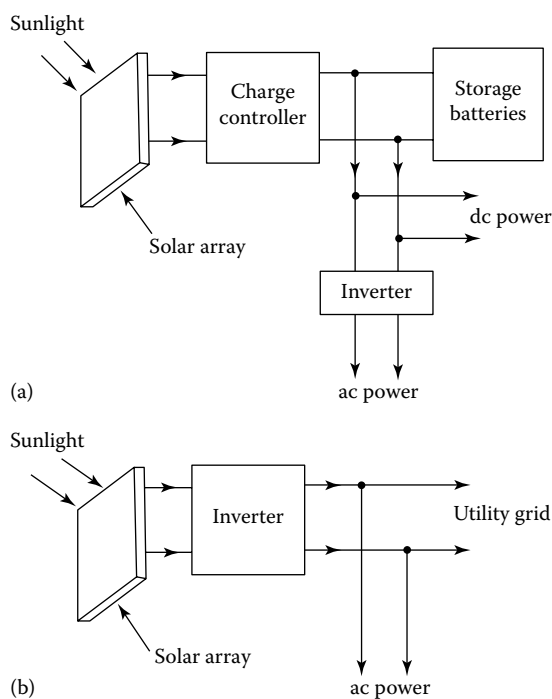 Sunlight
Charge
controller
Storage
batteries
dc power
Solar array
Inverter
(a)
ac power
Sunlight
Inverter
Utility grid
Solar array
(b)
ac power